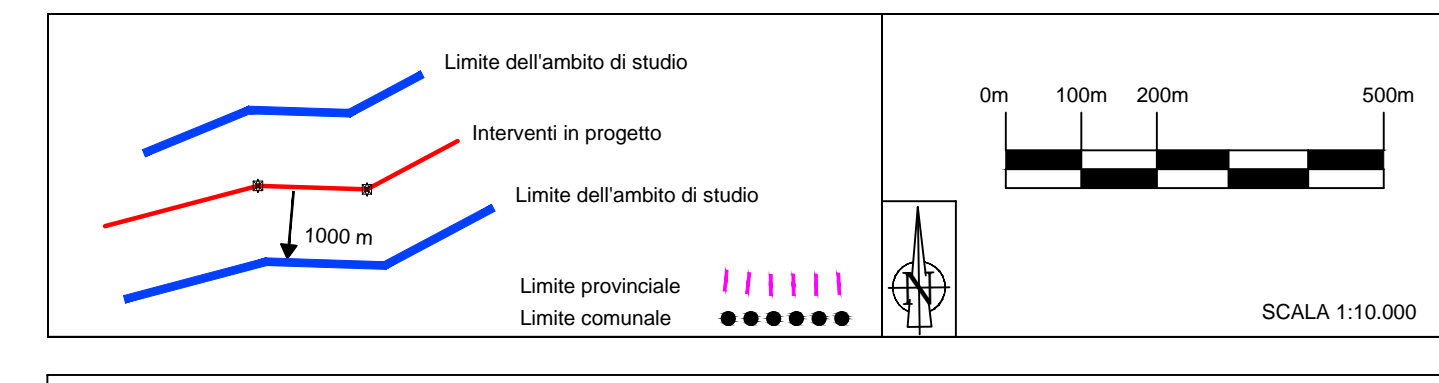 Limite dell'ambito di studio
Interventi in progetto
Limite dell'ambito di studio
1000 m
Limite provinciale
Limite comunale
0m 100m 200m 500m
N
SCALA 1:10.000